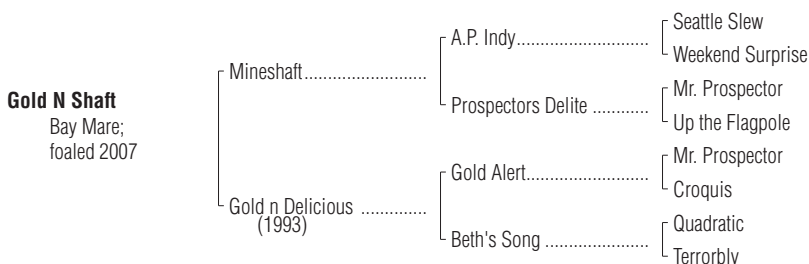 Gold N Shaft
Bay Mare;
foaled 2007
Mineshaft..........................
Gold n Delicious ..............
(1993)
A.P. Indy.............................
Prospectors Delite ............
Gold Alert...........................
Beth's Song .......................
Seattle Slew
Weekend Surprise
Mr. Prospector
Up the Flagpole
Mr. Prospector
Croquis
Quadratic
Terrorbly